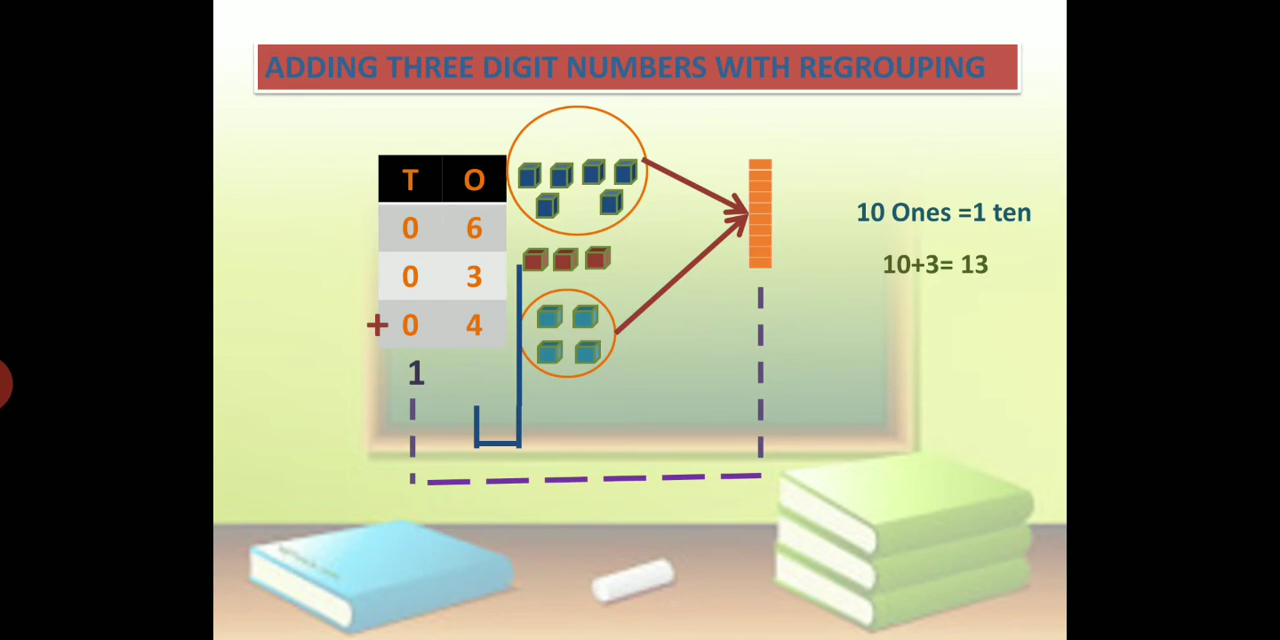 ADDING THREE DIGIT NUMBERS WITH REGROUPING
T O
0 6
0 3
+ 0 4
1
10 Ones =1 ten
10+3= 13